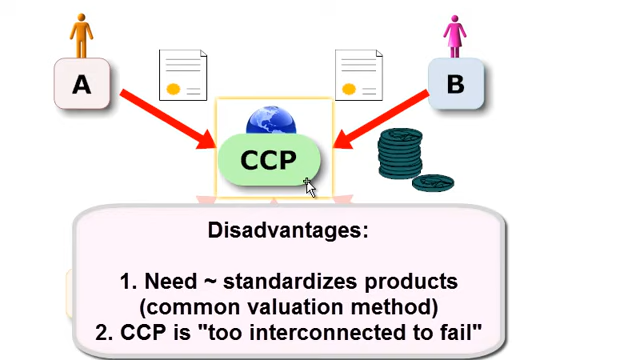 A
B
CCP
Disadvantages:
1. Need ~ standardizes products
(common valuation method)
2. CCP is "too interconnected to fail"